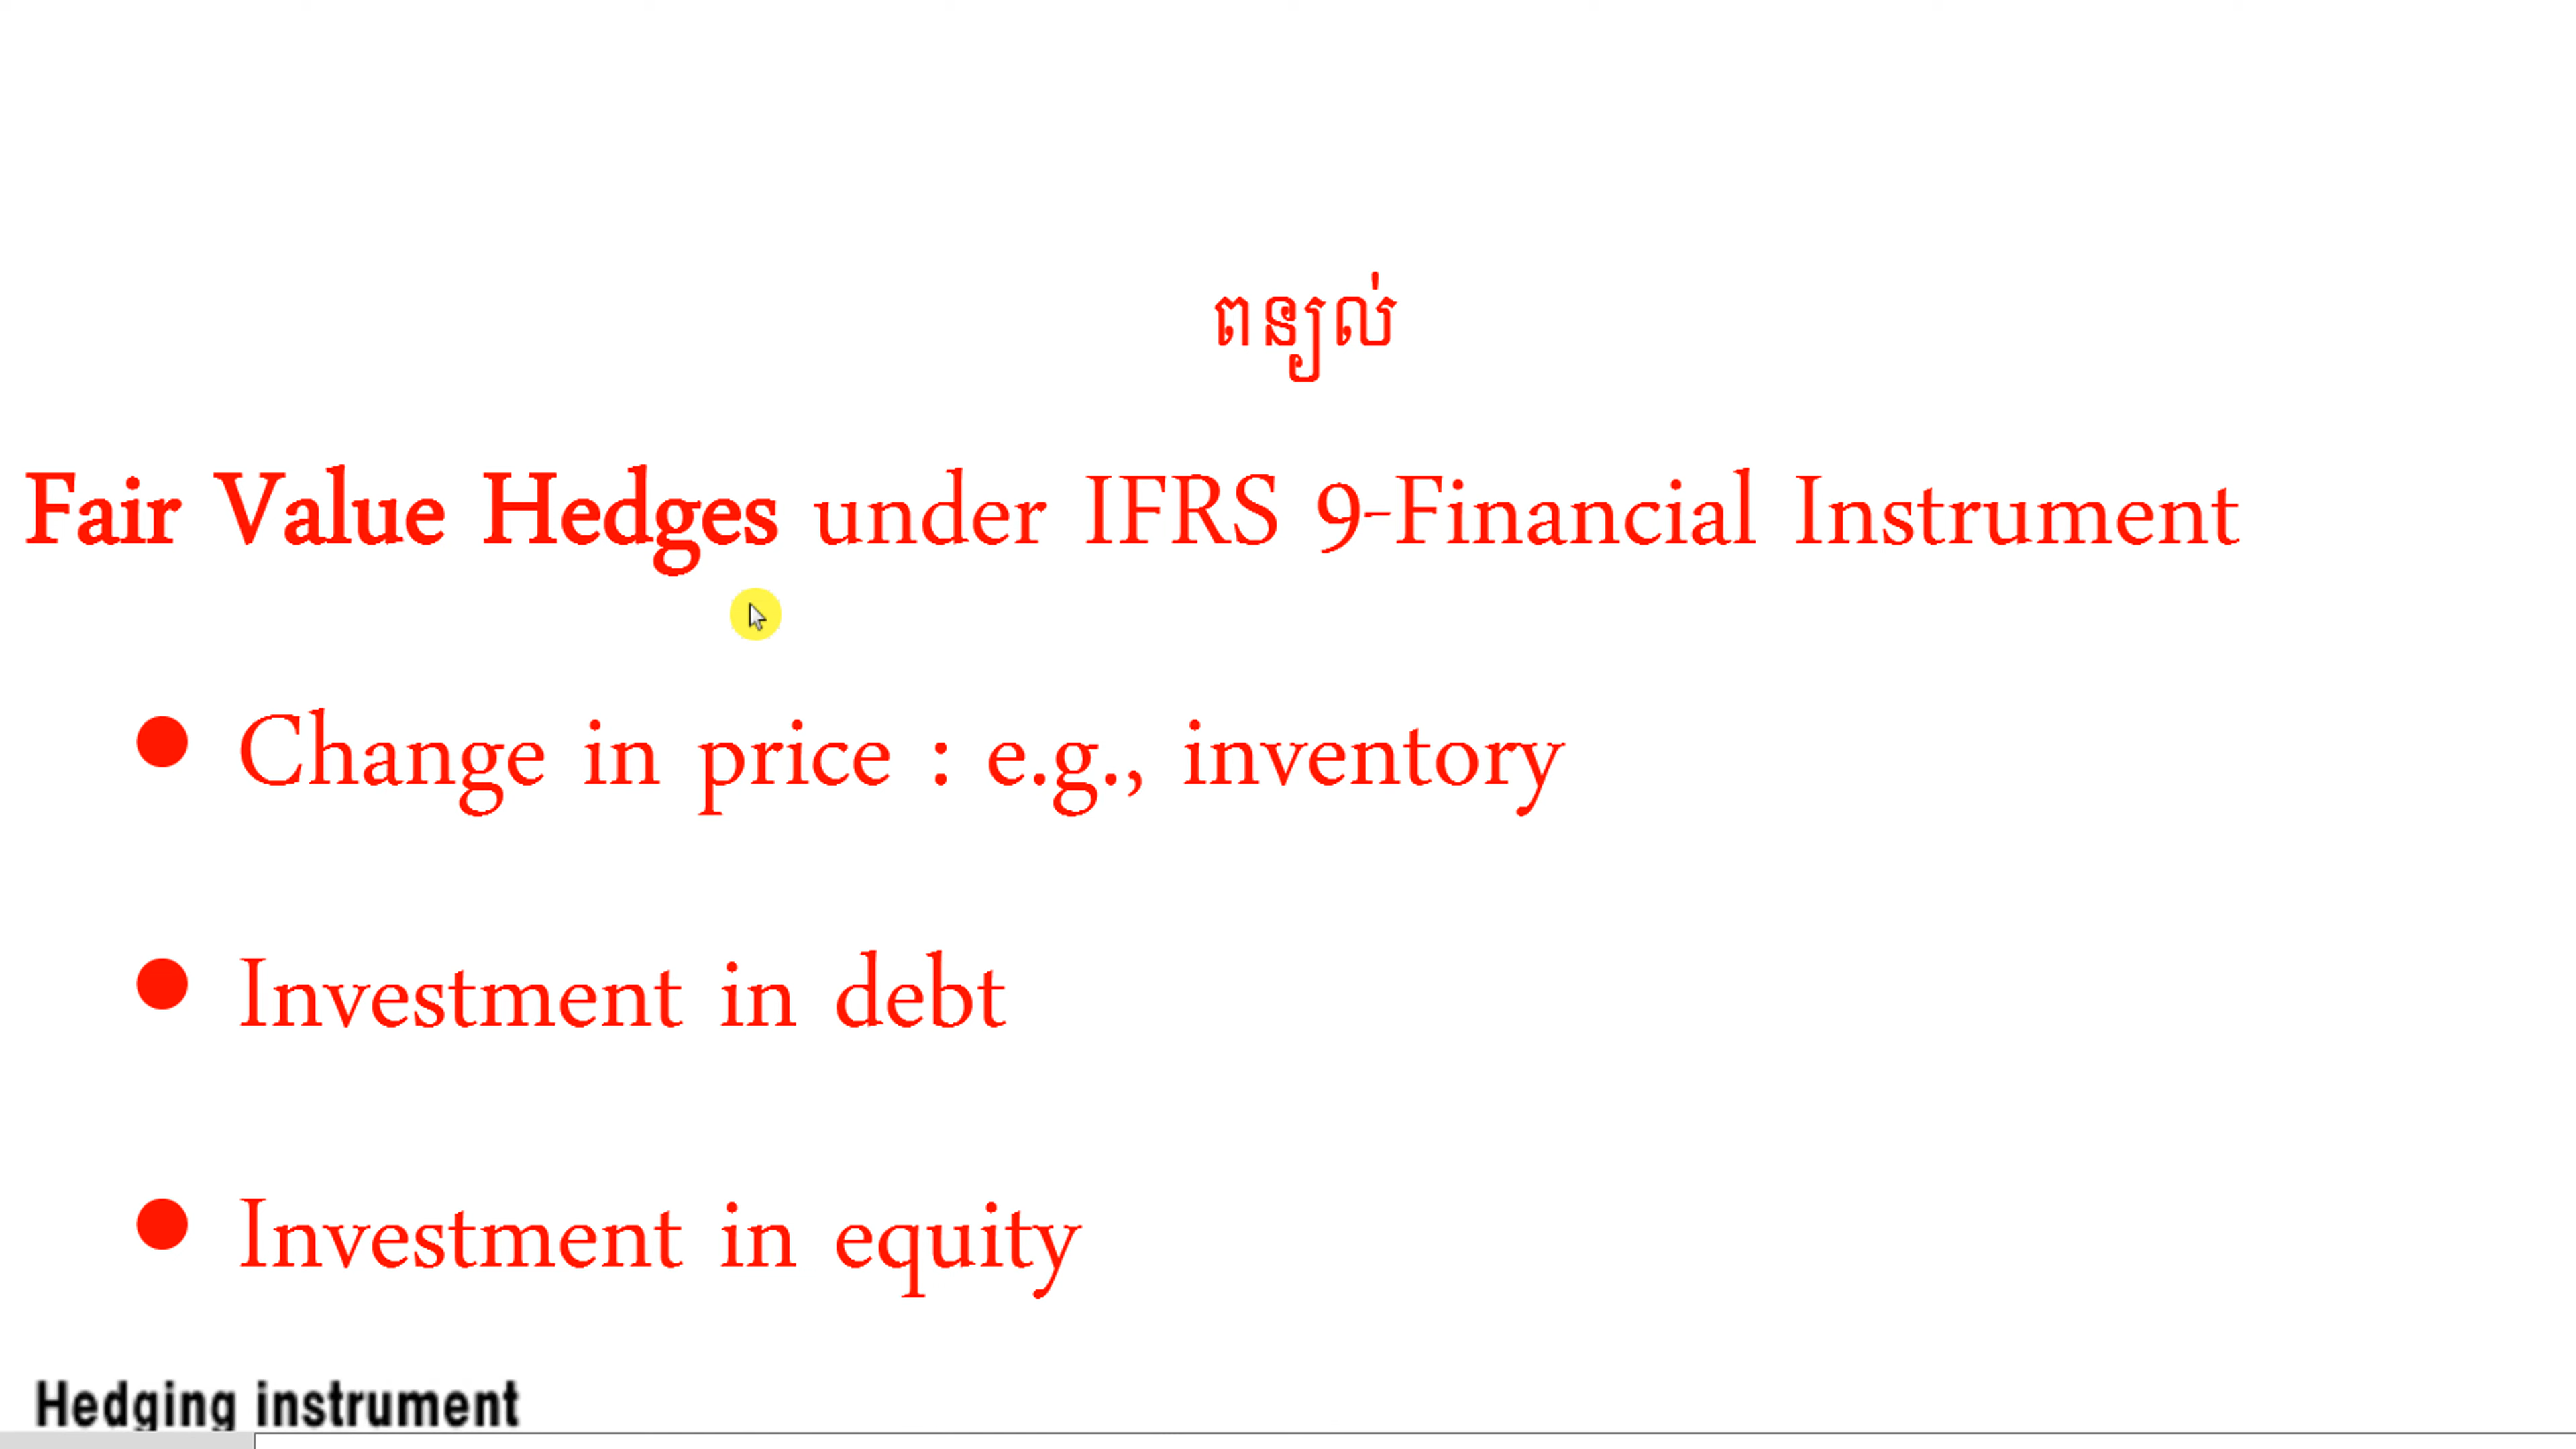 ពន្យល់
Fair Value Hedges under IFRS 9-Financial Instrument
● Change in price : e.g., inventory
● Investment in debt
● Investment in equity
Hedging instrument